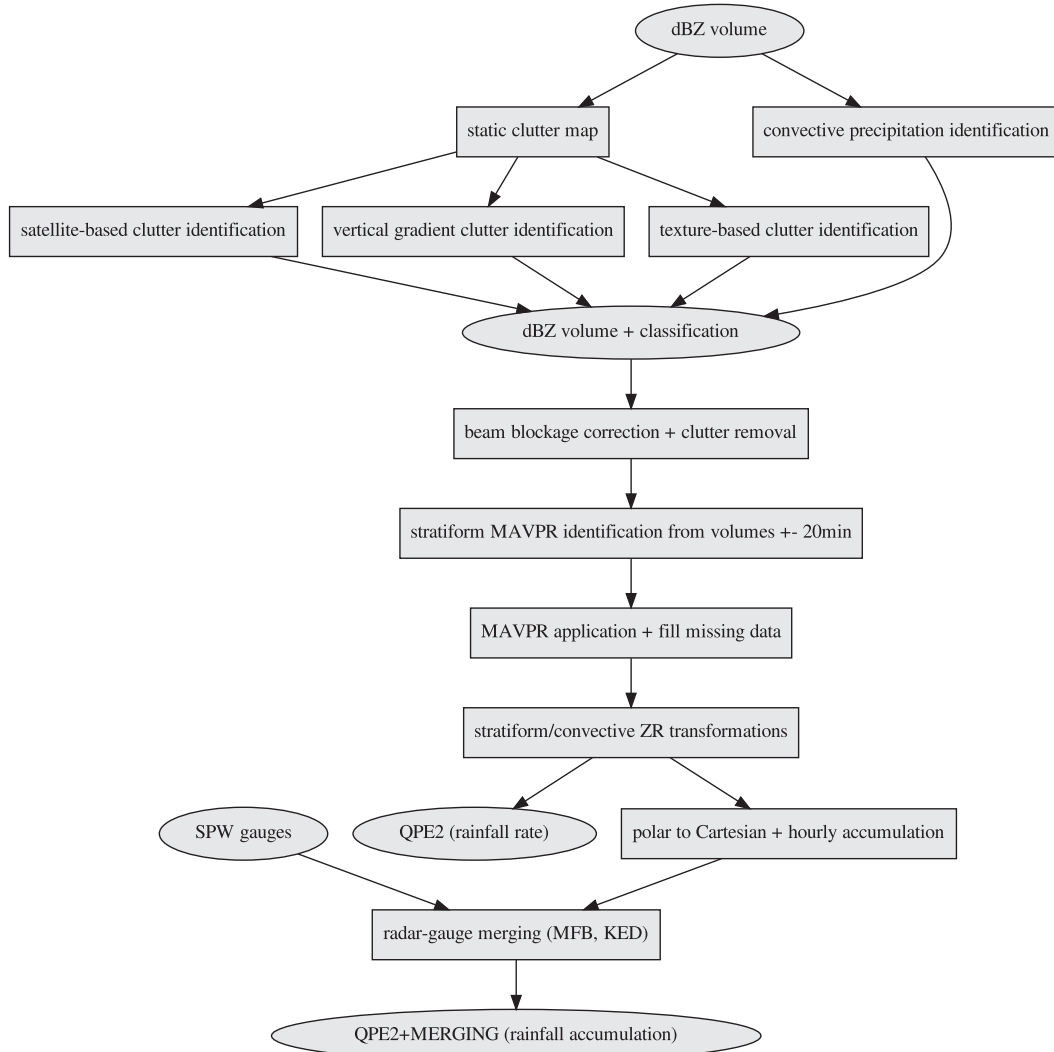 dBZ volume
static clutter map
convective precipitation identification
satellite-based clutter identification
vertical gradient clutter identification
texture-based clutter identification
dBZ volume + classification
beam blockage correction + clutter removal
stratiform MAVPR identification from volumes +- 20min
MAVPR application + fill missing data
stratiform/convective ZR transformations
SPW gauges
QPE2 (rainfall rate)
polar to Cartesian + hourly accumulation
radar-gauge merging (MFB, KED)
QPE2+MERGING (rainfall accumulation)